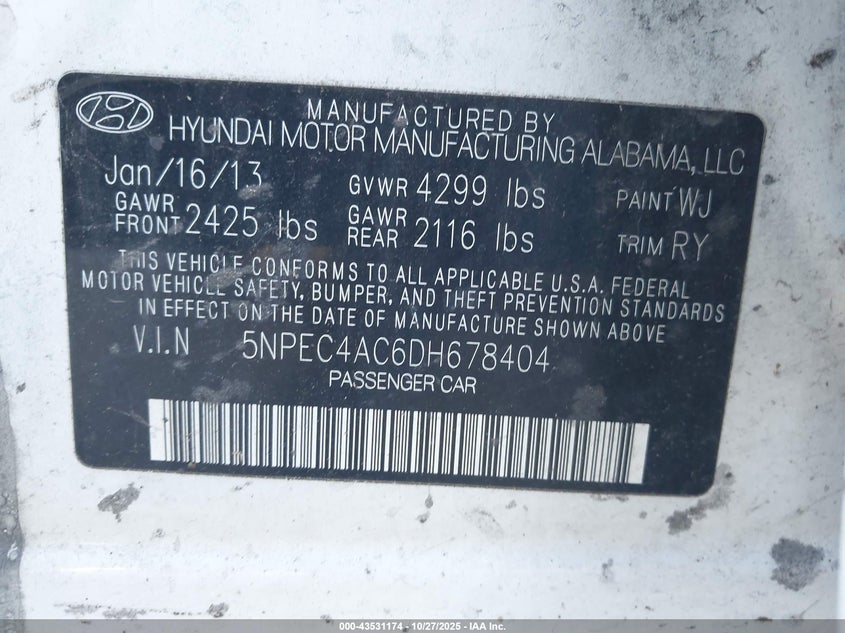 MANUFACTURED BY
HYUNDAI MOTOR MANUFACTURING ALABAMA, LLC
Jan/16/13 GVWR 4299 lbs PAINT WJ
GAWR FRONT 2425 lbs GAWR REAR 2116 lbs TRIM RY
THIS VEHICLE CONFORMS TO ALL APPLICABLE U.S.A. FEDERAL
MOTOR VEHICLE SAFETY, BUMPER, AND THEFT PREVENTION STANDARDS
IN EFFECT ON THE DATE OF MANUFACTURE SHOWN ABOVE
V.I.N 5NPEC4AC6DH678404
PASSENGER CAR
000-43531174 | 10/27/2025 - IAA Inc.